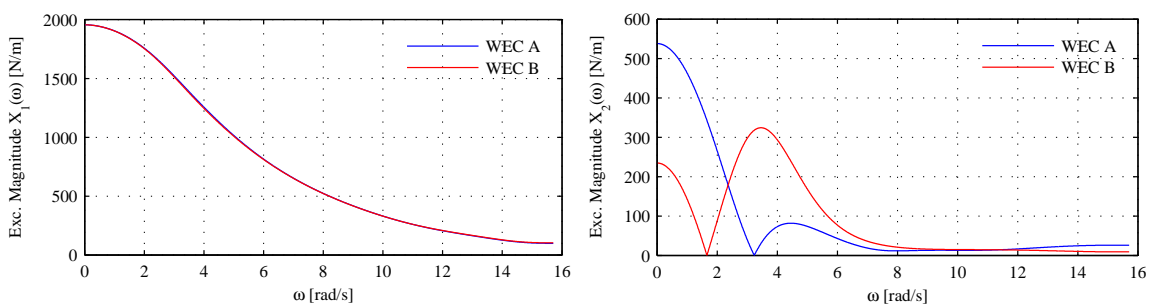 Exc. Magnitude X₁(ω) [N/m]
2000
1500
1000
500
0
WEC A
WEC B
0 2 4 6 8 10 12 14 16
ω [rad/s]
Exc. Magnitude X₂(ω) [N/m]
600
500
400
300
200
100
0
WEC A
WEC B
0 2 4 6 8 10 12 14 16
ω [rad/s]